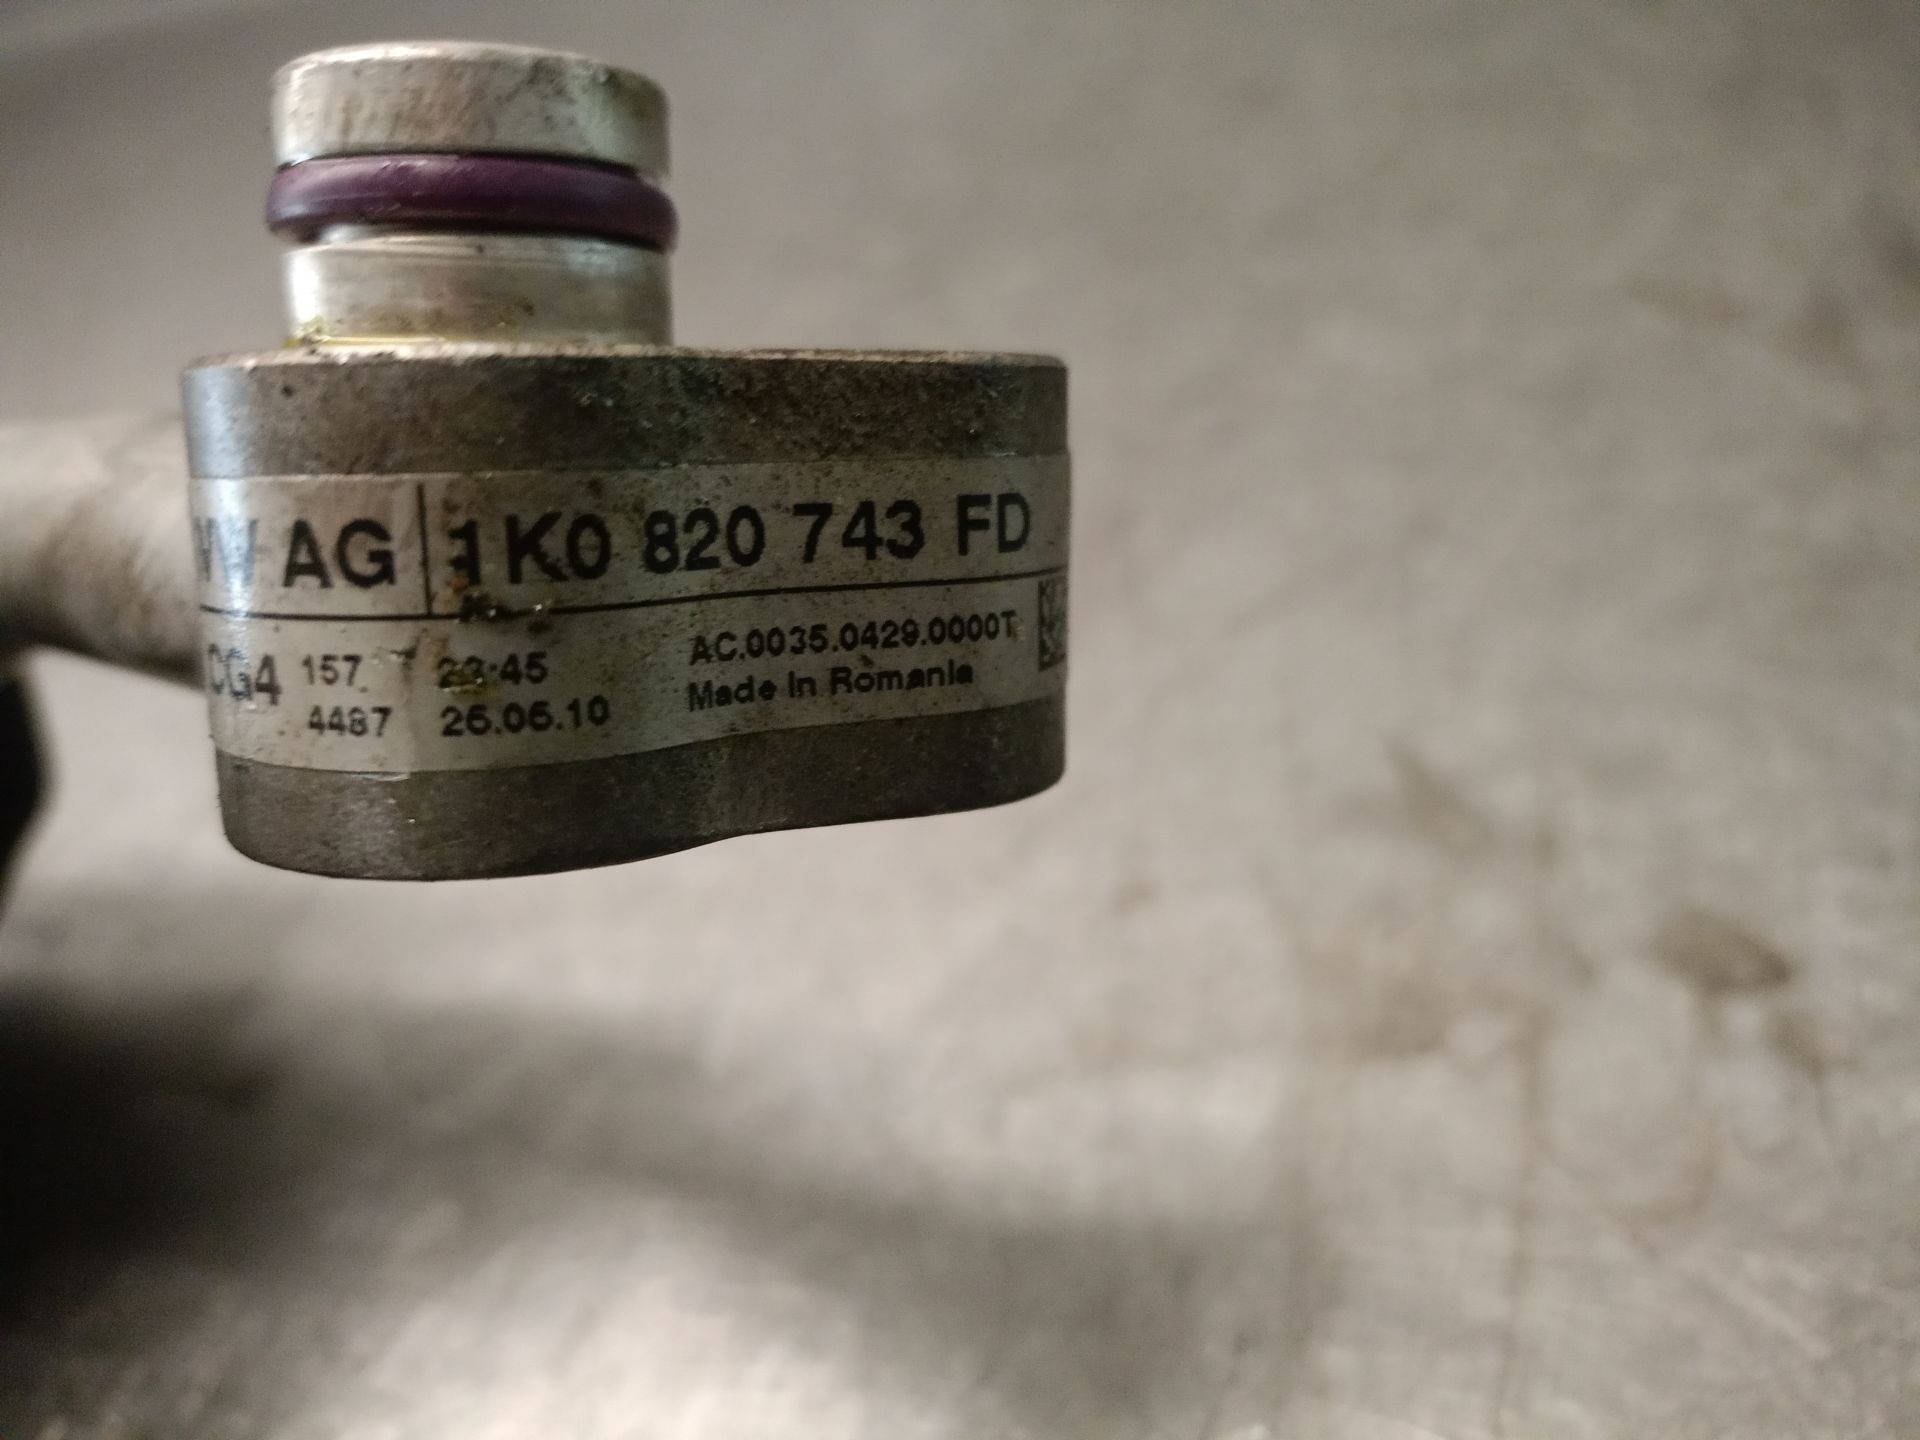 VW AG 1K0 820 743 FD
CG4 157 23:45 AC.0035.0429.0000T
4487 26.06.10 Made in Romania